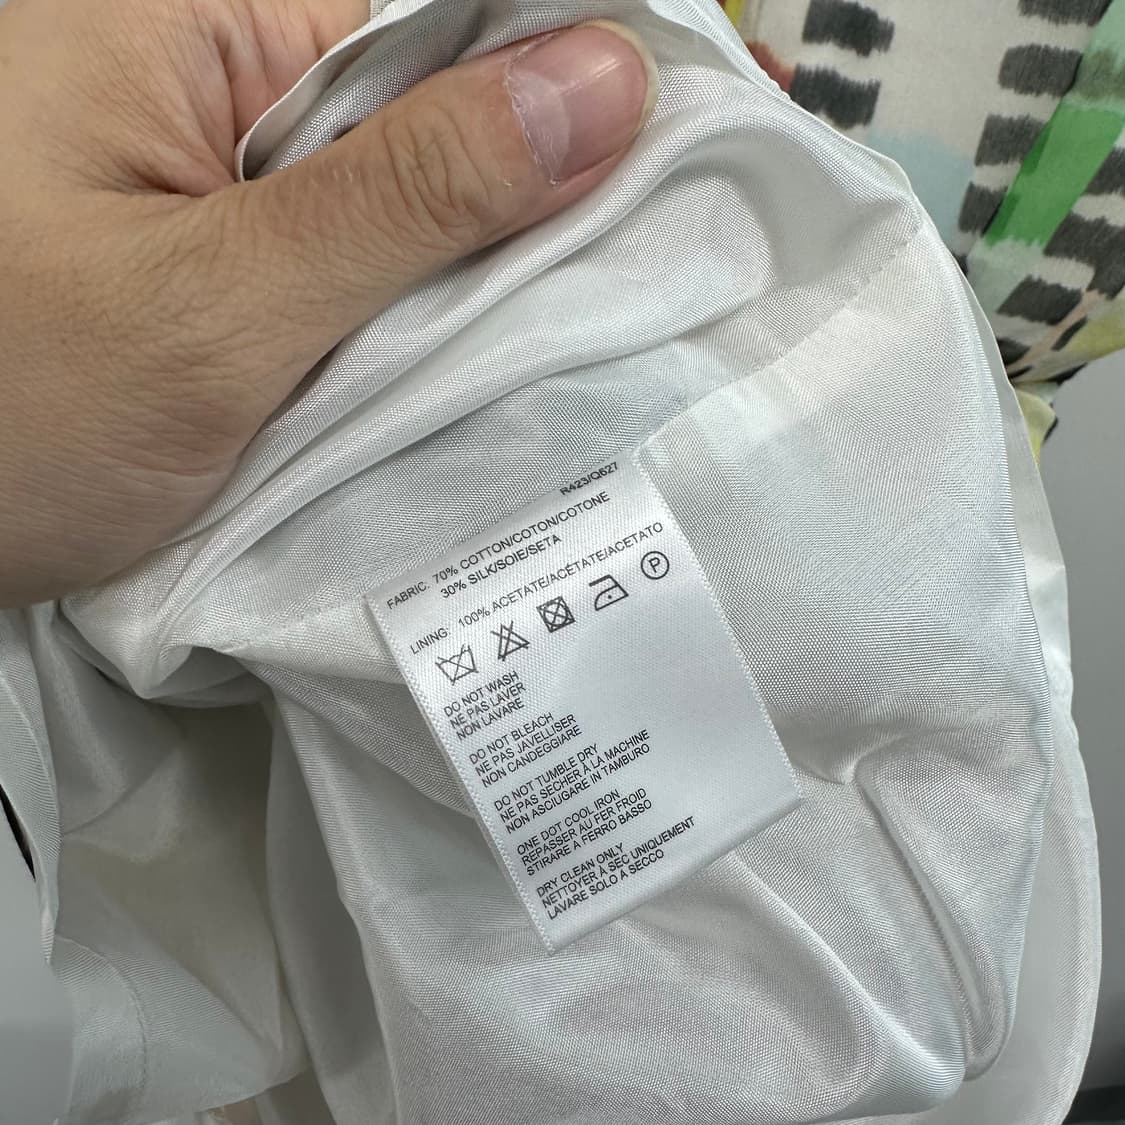 R423/Q627
FABRIC: 70% COTTON/COTON/COTONE
30% SILK/SOIE/SETA
LINING: 100% ACETATE/ACÉTATE/ACETATO
P
DO NOT WASH
NE PAS LAVER
NON LAVARE
DO NOT BLEACH
NE PAS JAVELLISER
NON CANDEGGIARE
DO NOT TUMBLE DRY
NE PAS SECHER À LA MACHINE
NON ASCIUGARE IN TAMBURO
ONE DOT COOL IRON
REPASSER AU FER FROID
STIRARE A FERRO BASSO
DRY CLEAN ONLY
NETTOYER À SEC UNIQUEMENT
LAVARE SOLO A SECCO